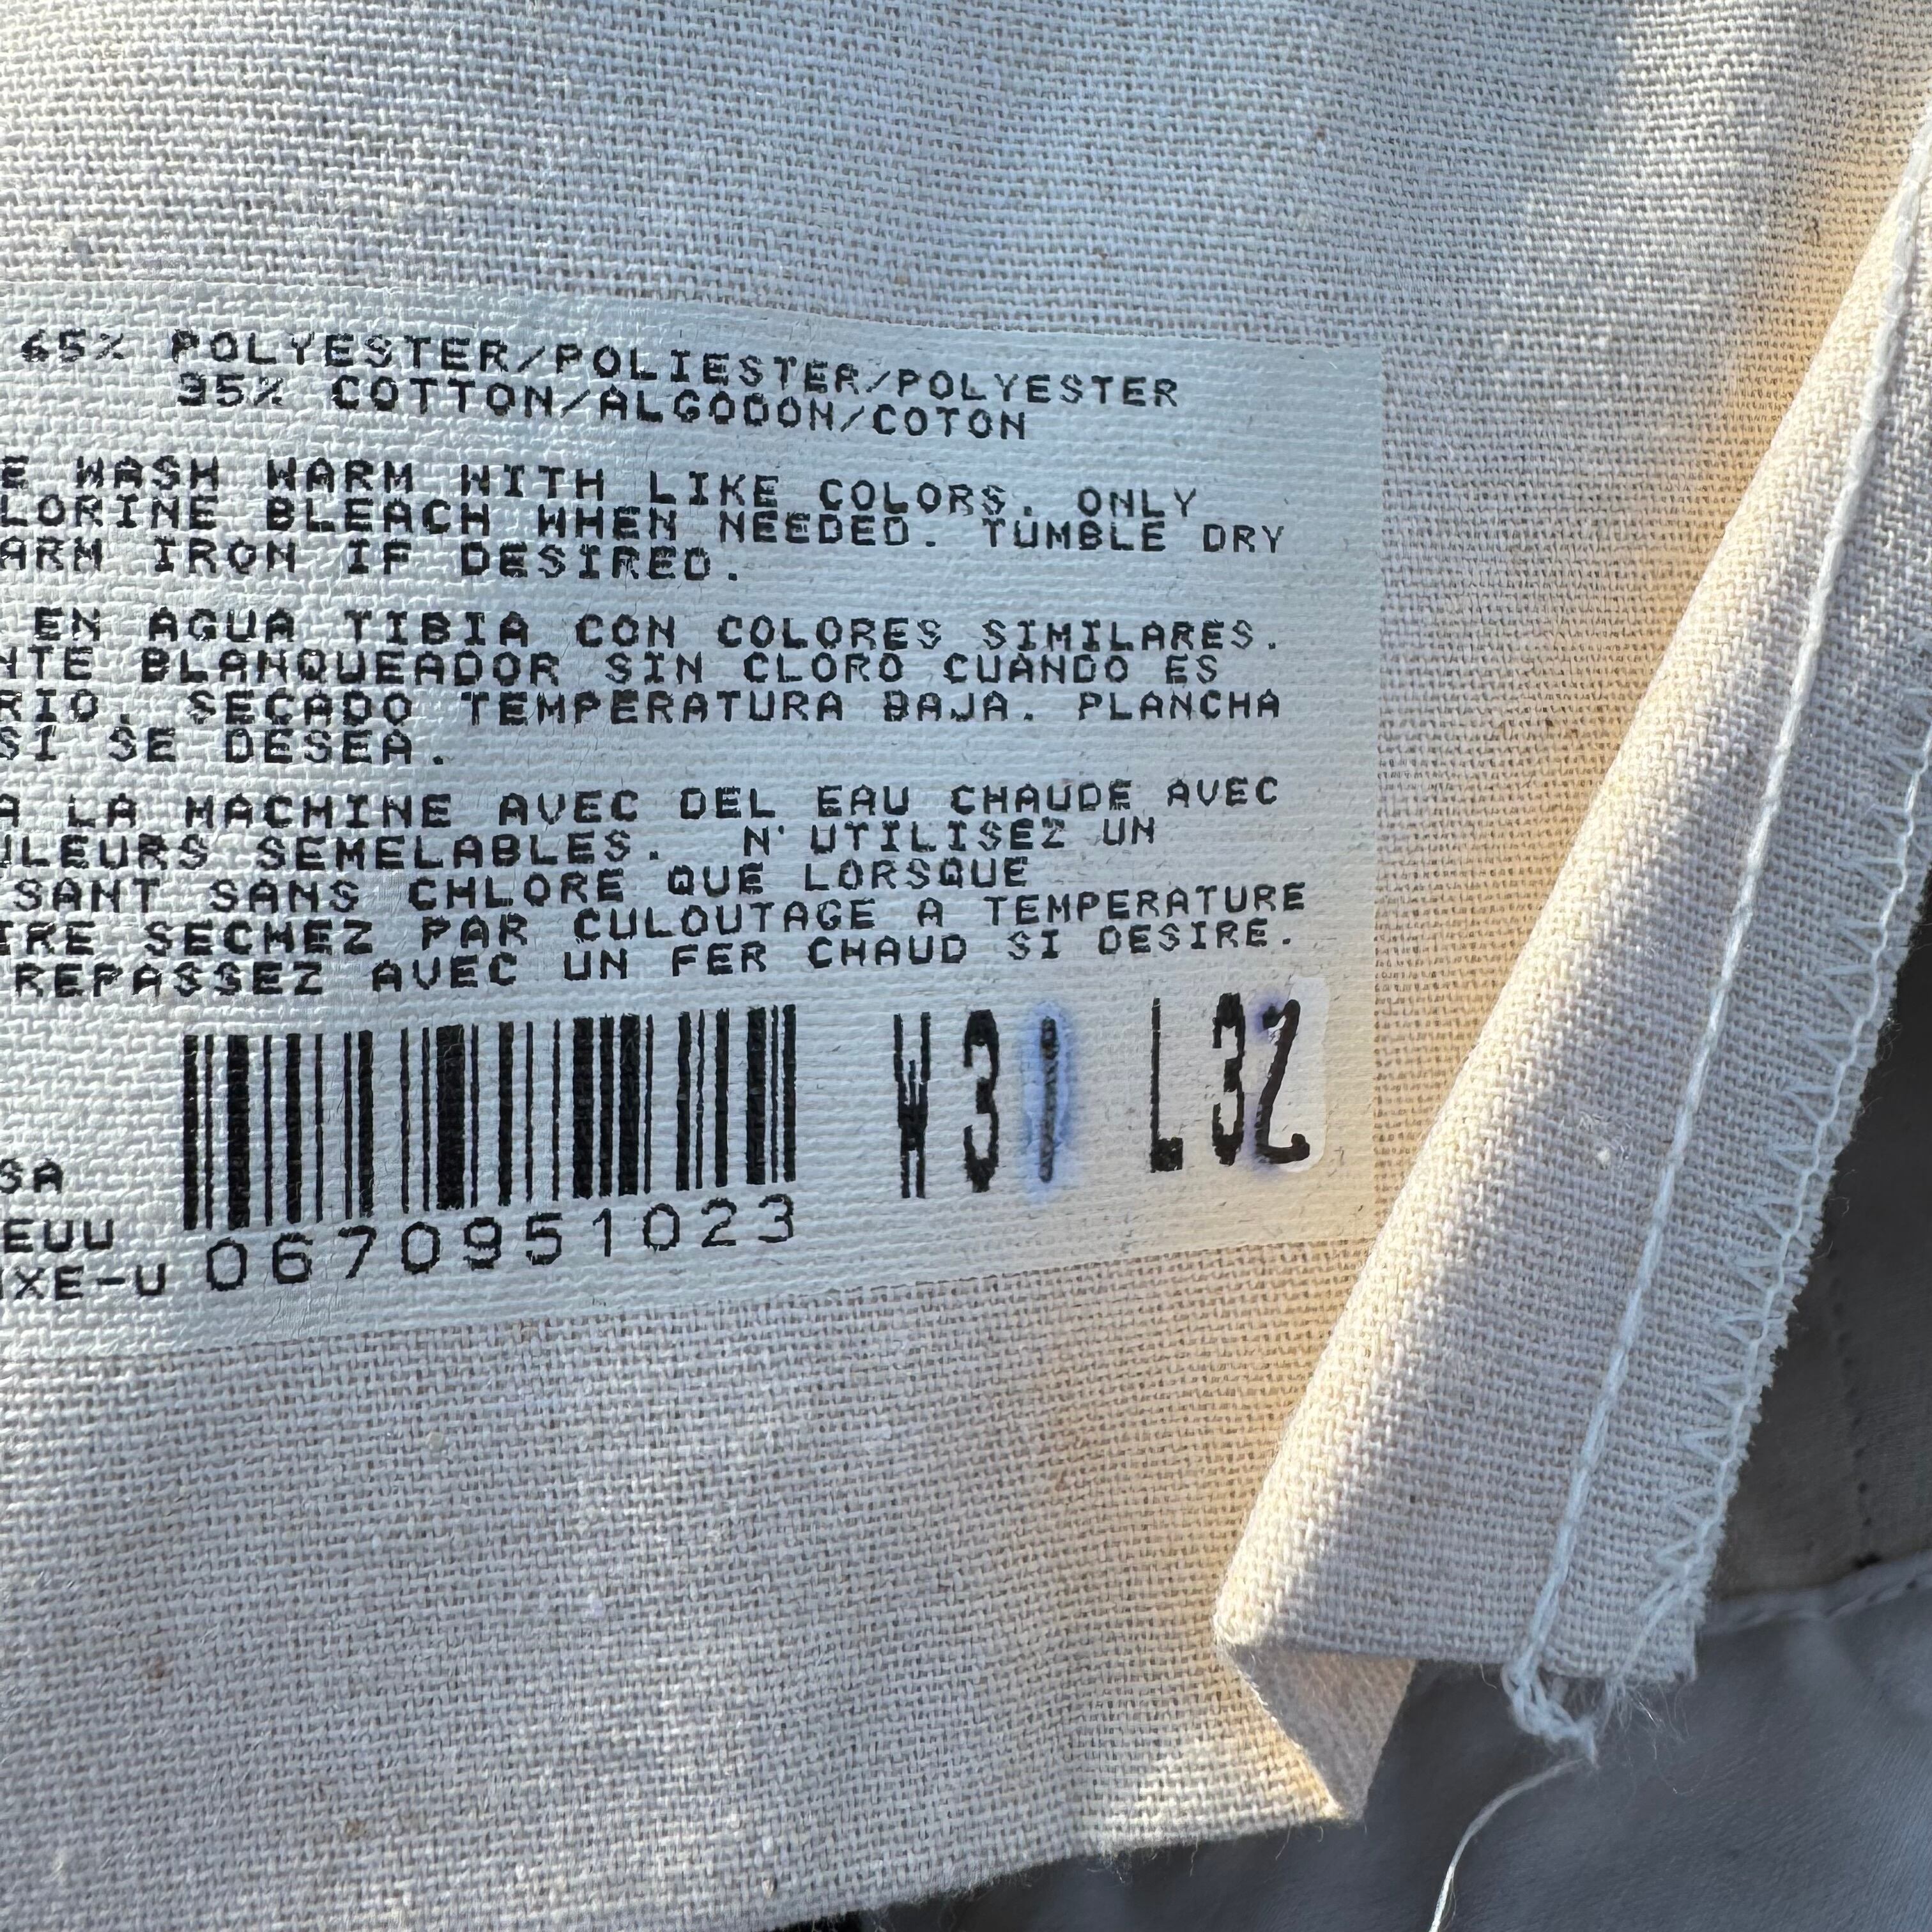 65% POLYESTER/POLIESTER/POLYESTER
35% COTTON/ALGODON/COTON
E WASH WARM WITH LIKE COLORS. ONLY
LORINE BLEACH WHEN NEEDED. TUMBLE DRY
ARM IRON IF DESIRED.
EN AGUA TIBIA CON COLORES SIMILARES.
NTE BLANQUEADOR SIN CLORO CUANDO ES
RIO. SECADO TEMPERATURA BAJA. PLANCHA
SI SE DESEA.
A LA MACHINE AVEC DEL EAU CHAUDE AVEC
ULEURS SEMELABLES. N'UTILISEZ UN
SANT SANS CHLORE QUE LORSQUE
IRE SECHEZ PAR CULOUTAGE A TEMPERATURE
REPASSEZ AVEC UN FER CHAUD SI DESIRE.
W 31 L 32
SA
EUU
IXE-U 0670951023